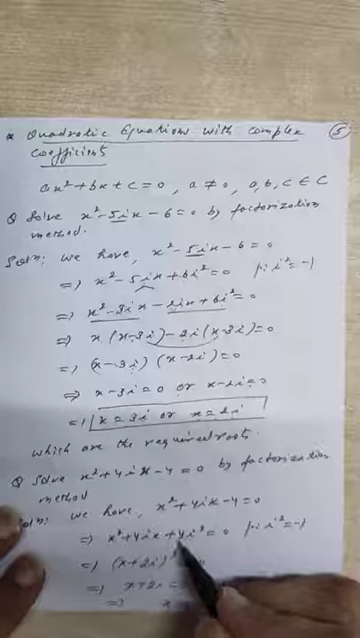 * Quadratic Equations with complex ⑤
Coefficients
ax² + bx + c = 0, a ≠ 0, a, b, c ∈ C
Q Solve x² - 5ix - 6 = 0 by factorization
method.
Soln: we have, x² - 5ix - 6 = 0
=> x² - 5ix + 6i² = 0 [∵ i² = -1
=> x² - 3ix - 2ix + 6i² = 0
=> x(x-3i) - 2i(x-3i) = 0
=> (x-3i)(x-2i) = 0
=> x-3i = 0 or x-2i = 0
=> x = 3i or x = 2i
which are the required roots.
Q Solve x² + 4ix - 4 = 0 by factorization
method
Soln: we have, x² + 4ix - 4 = 0
=> x² + 4ix + 4i² = 0 [∵ i² = -1
=> (x+2i)
=> x+2i =
=> x